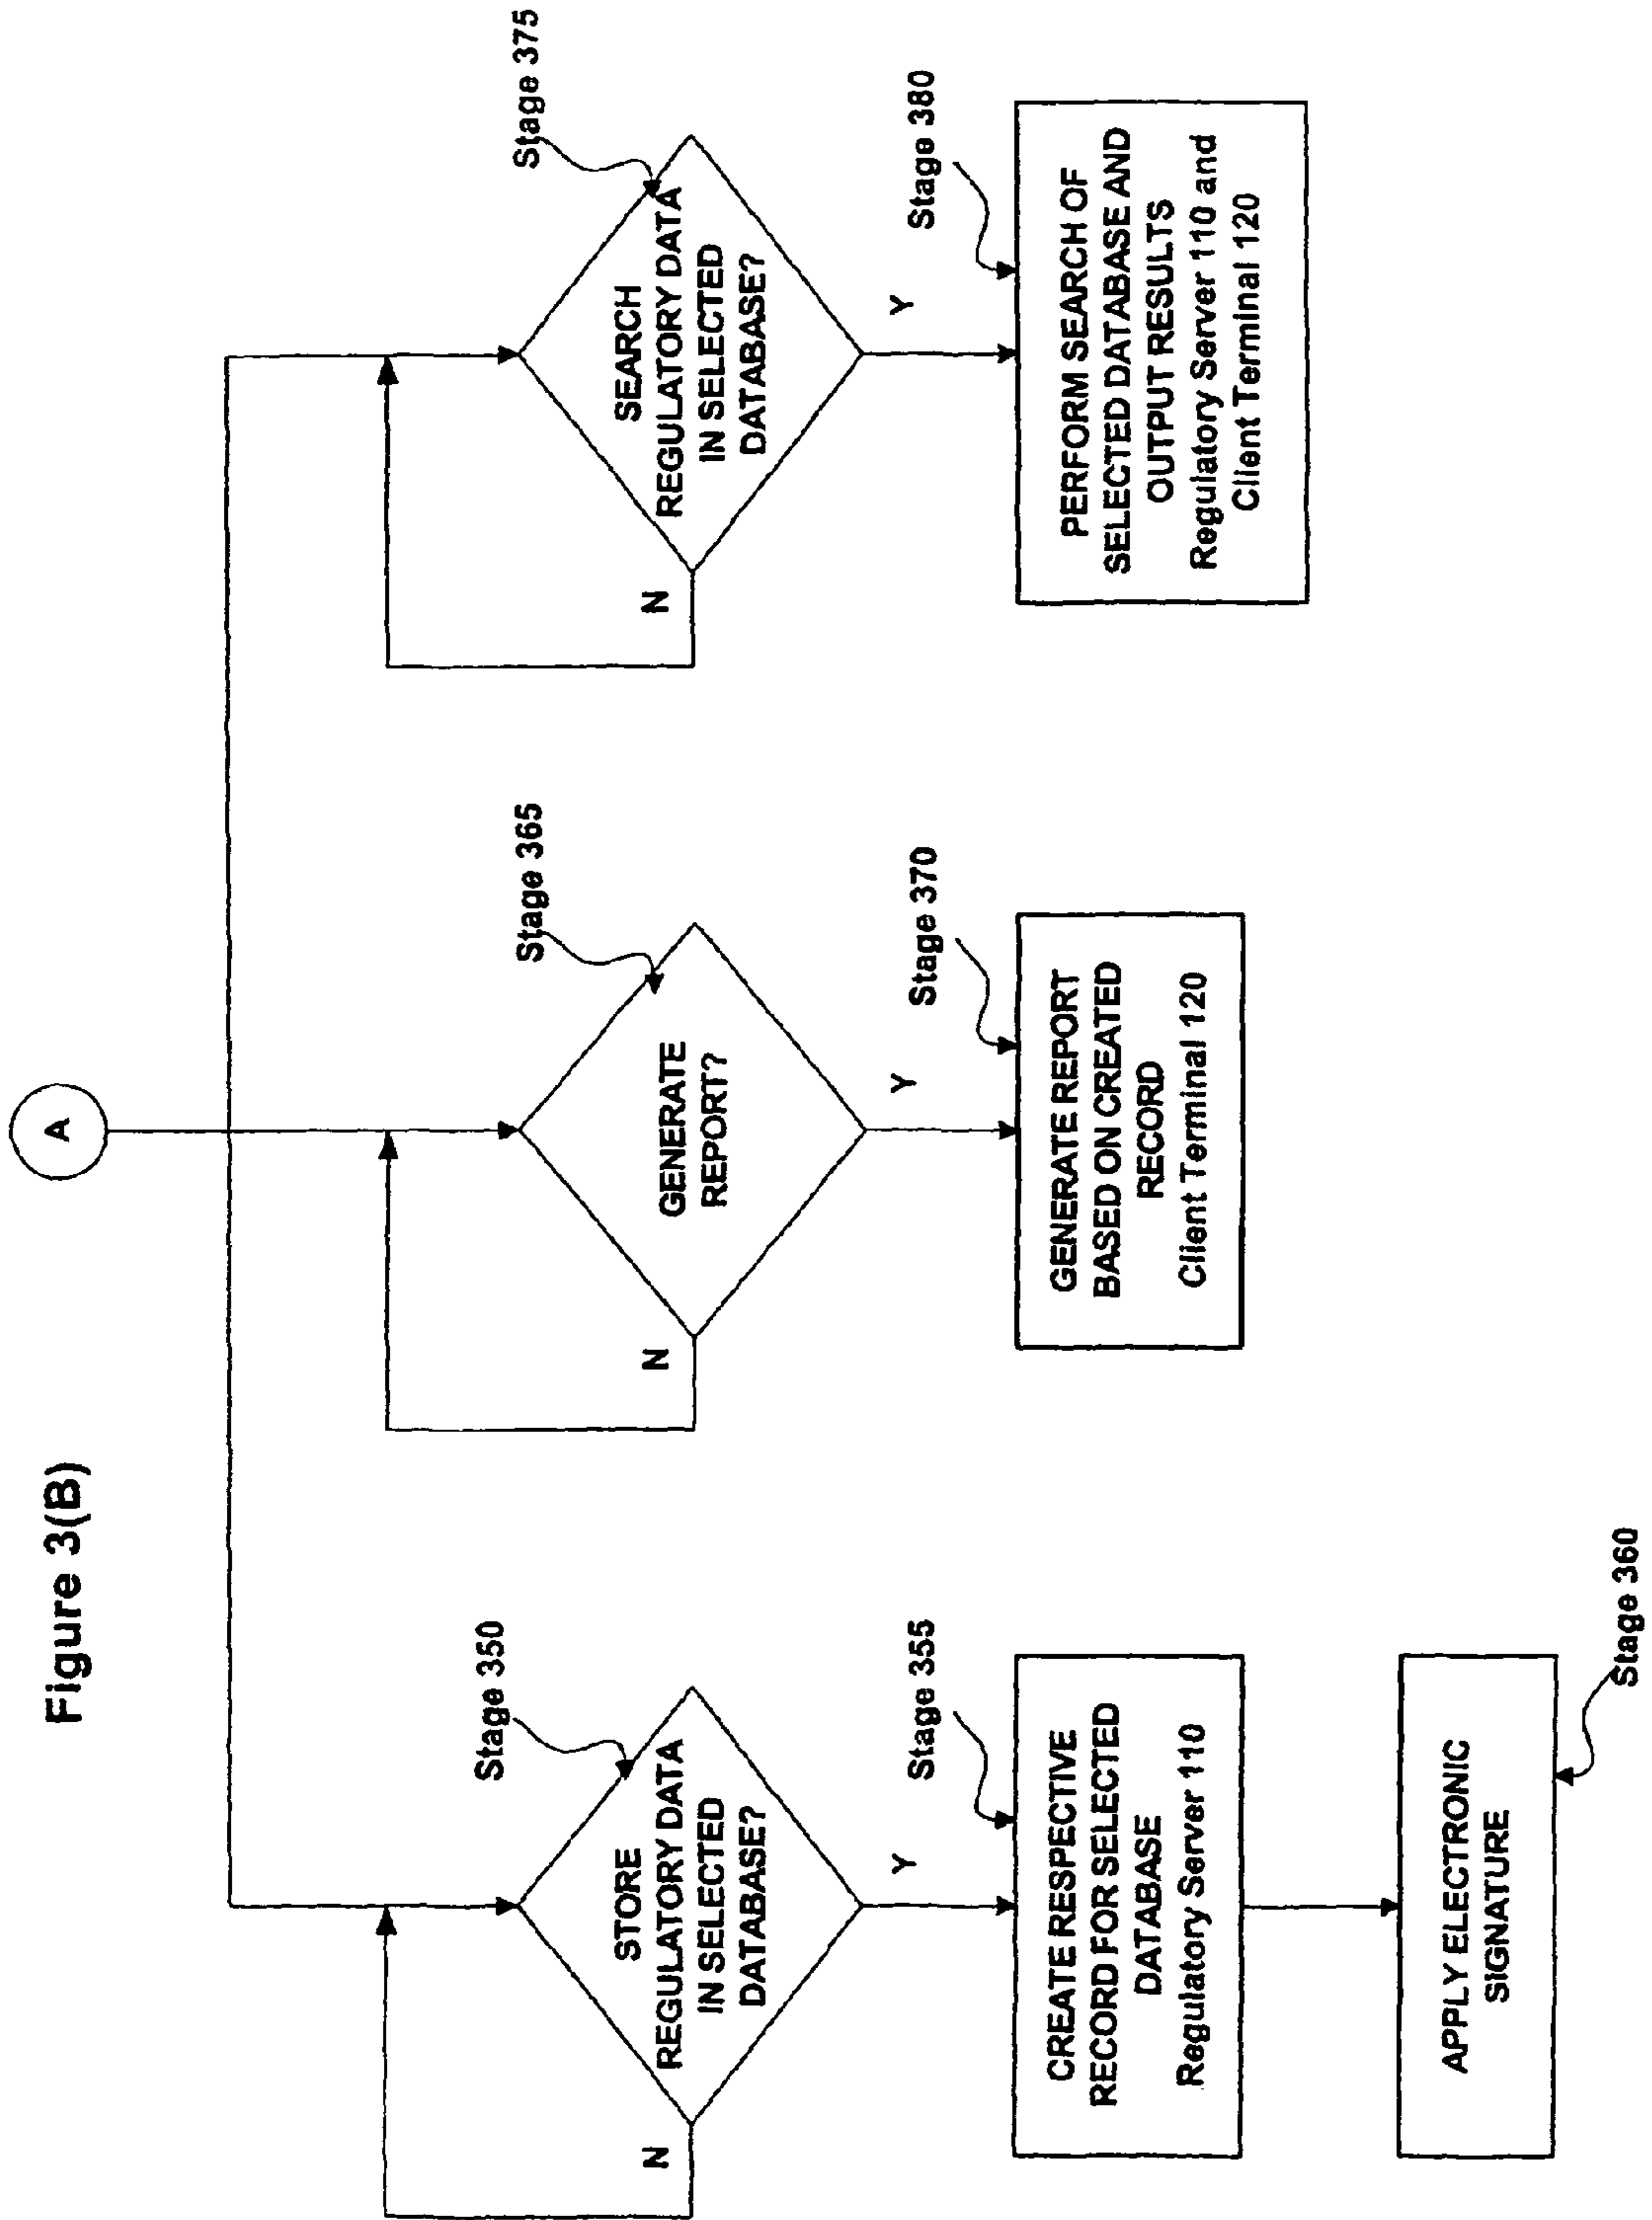 Figure 3(B)
A
Stage 350
STORE
REGULATORY DATA
IN SELECTED
DATABASE?
N
Y
Stage 355
CREATE RESPECTIVE
RECORD FOR SELECTED
DATABASE
Regulatory Server 110
APPLY ELECTRONIC
SIGNATURE
Stage 360
Stage 365
GENERATE
REPORT?
N
Y
Stage 370
GENERATE REPORT
BASED ON CREATED
RECORD
Client Terminal 120
Stage 375
SEARCH
REGULATORY DATA
IN SELECTED
DATABASE?
N
Y
Stage 380
PERFORM SEARCH OF
SELECTED DATABASE AND
OUTPUT RESULTS
Regulatory Server 110 and
Client Terminal 120